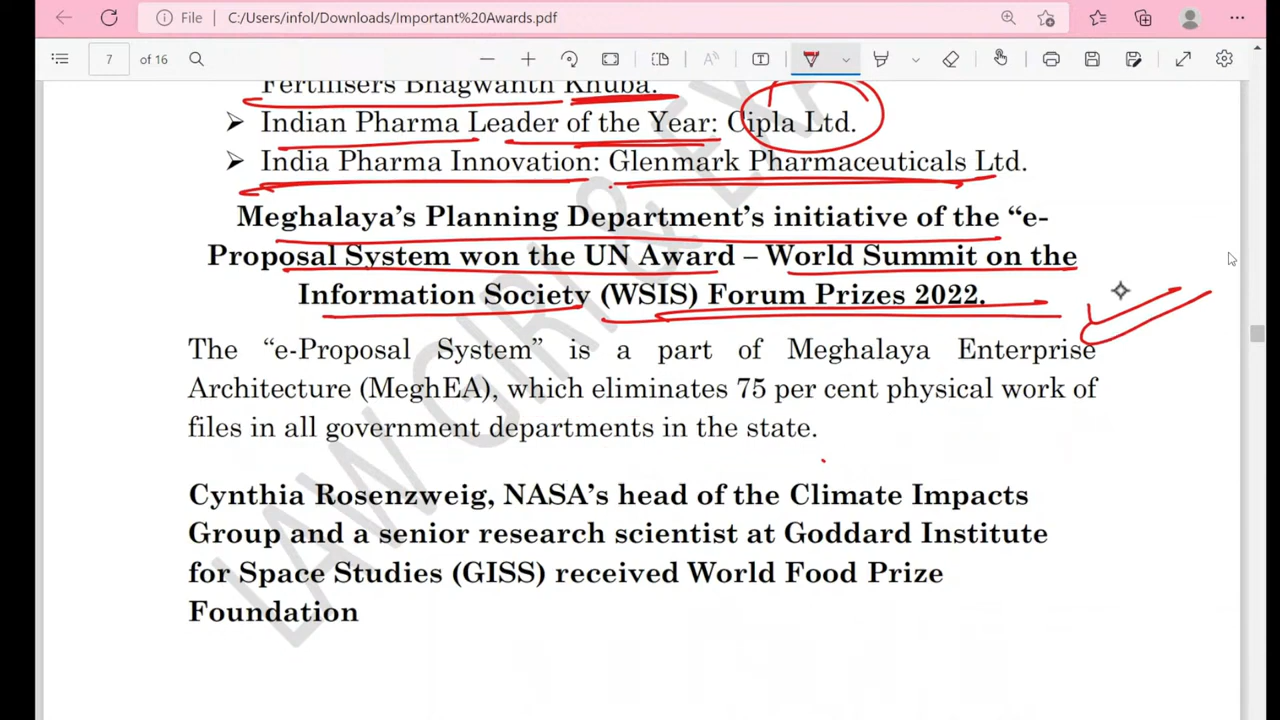 File
C:/Users/infol/Downloads/Important%20Awards.pdf
7 of 16
Fertilisers Bhagwanth Khuba.
➤ Indian Pharma Leader of the Year: Cipla Ltd.
➤ India Pharma Innovation: Glenmark Pharmaceuticals Ltd.
Meghalaya’s Planning Department’s initiative of the “e-
Proposal System won the UN Award – World Summit on the
Information Society (WSIS) Forum Prizes 2022.
The “e-Proposal System” is a part of Meghalaya Enterprise
Architecture (MeghEA), which eliminates 75 per cent physical work of
files in all government departments in the state.
Cynthia Rosenzweig, NASA’s head of the Climate Impacts
Group and a senior research scientist at Goddard Institute
for Space Studies (GISS) received World Food Prize
Foundation
LAW GIRI & EX